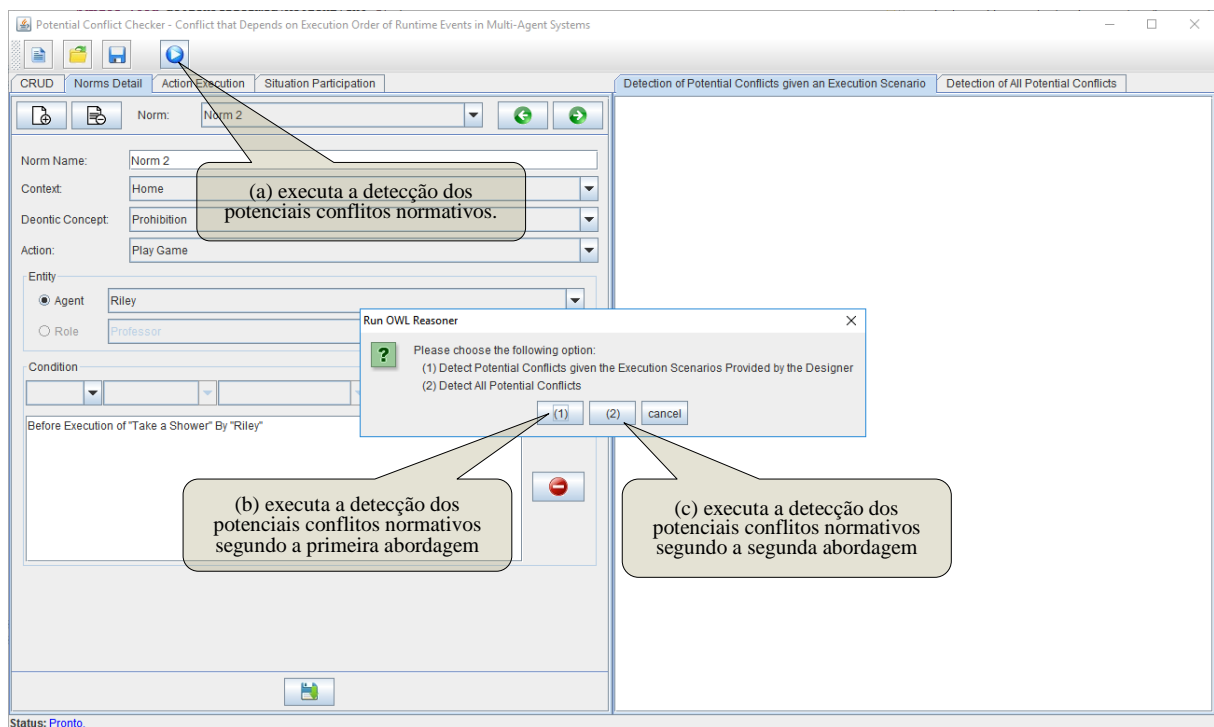 Potential Conflict Checker - Conflict that Depends on Execution Order of Runtime Events in Multi-Agent Systems
CRUD
Norms Detail
Action Execution
Situation Participation
Detection of Potential Conflicts given an Execution Scenario
Detection of All Potential Conflicts
Norm:
Norm 2
Norm Name:
Norm 2
Context:
Home
(a) executa a detecção dos
potenciais conflitos normativos.
Deontic Concept:
Prohibition
Action:
Play Game
Entity
Agent
Riley
Role
Professor
Run OWL Reasoner
Please choose the following option:
(1) Detect Potential Conflicts given the Execution Scenarios Provided by the Designer
(2) Detect All Potential Conflicts
(1)
(2)
cancel
Condition
Before Execution of "Take a Shower" By "Riley"
(b) executa a detecção dos
potenciais conflitos normativos
segundo a primeira abordagem
(c) executa a detecção dos
potenciais conflitos normativos
segundo a segunda abordagem
Status: Pronto.